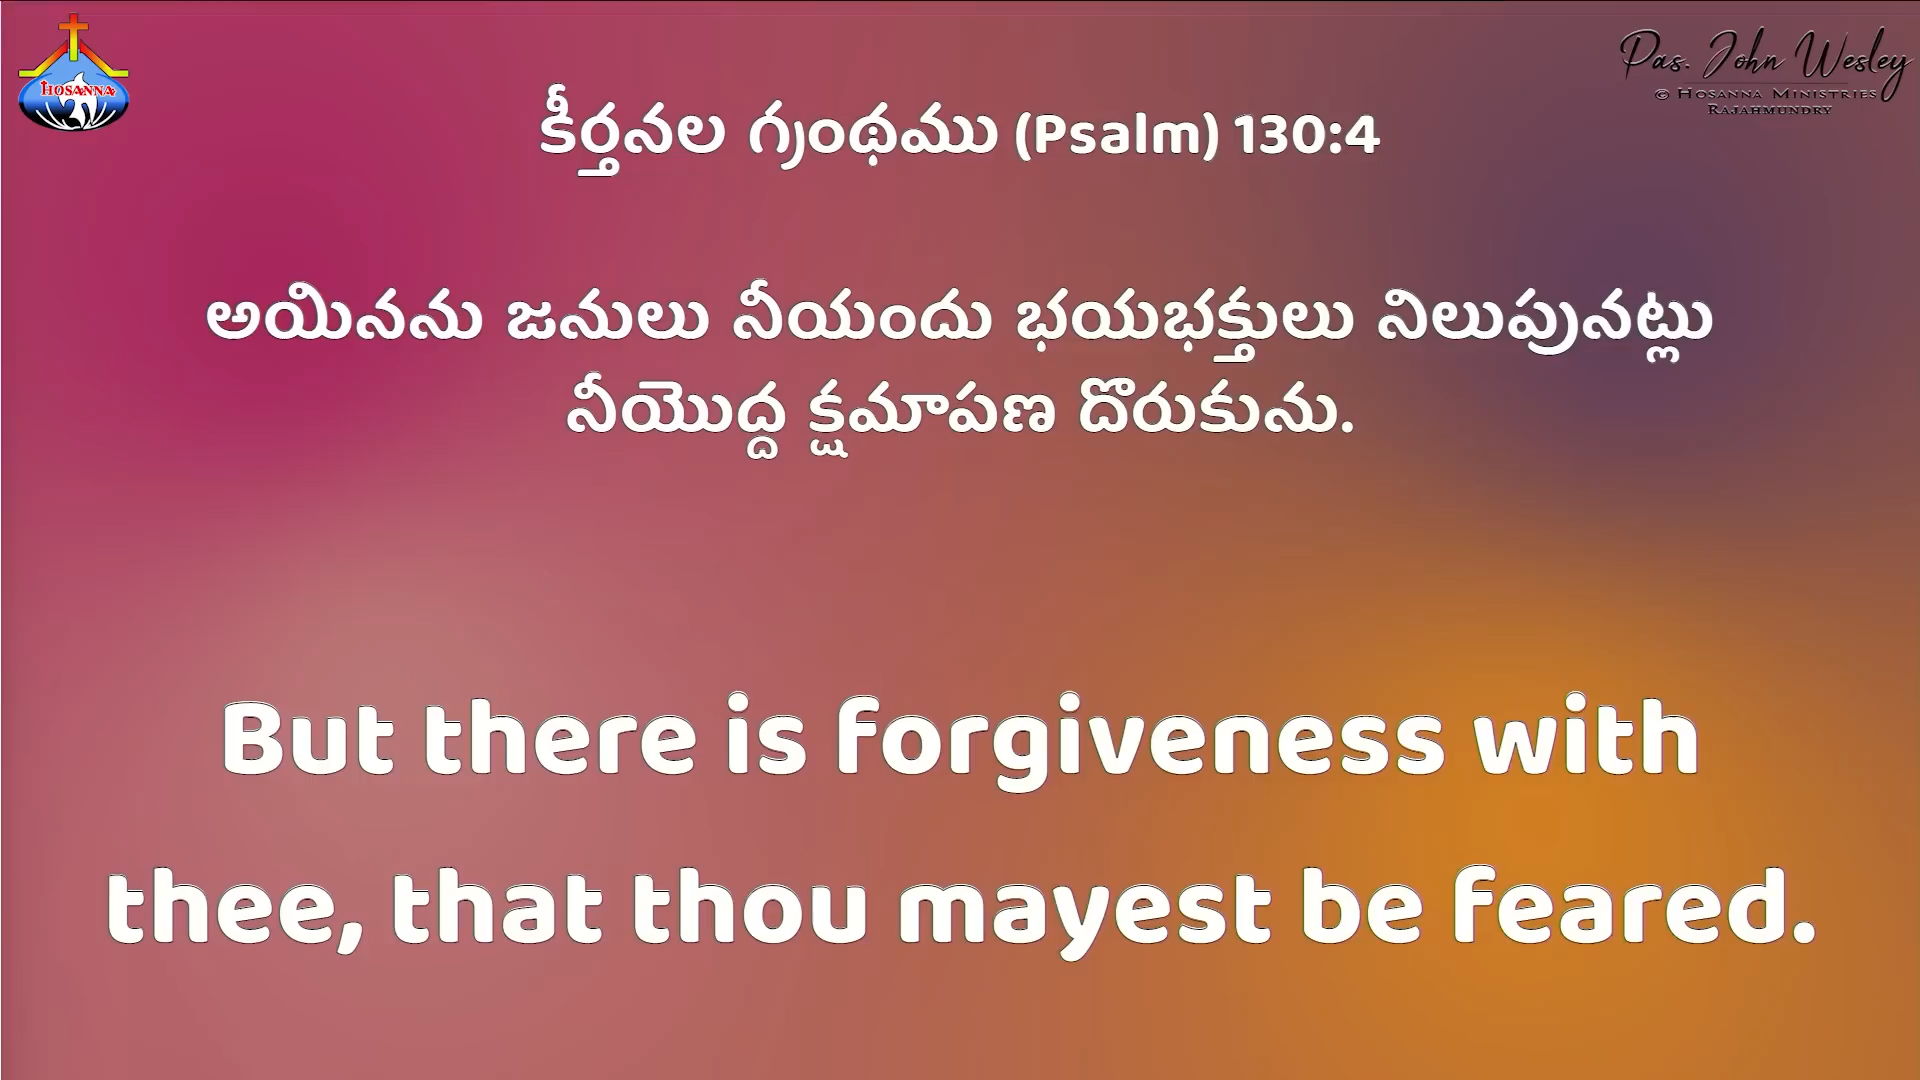 HOSANNA
Pas. John Wesley
© HOSANNA MINISTRIES
RAJAHMUNDRY
కీర్తనల గ్రంథము (Psalm) 130:4
అయినను జనులు నీయందు భయభక్తులు నిలుపునట్లు
నీయొద్ద క్షమాపణ దొరుకును.
But there is forgiveness with
thee, that thou mayest be feared.